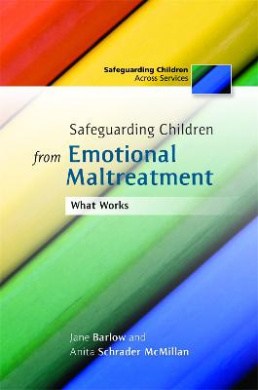 Safeguarding Children
Across Services
Safeguarding Children
from Emotional
Maltreatment
What Works
Jane Barlow and
Anita Schrader McMillan